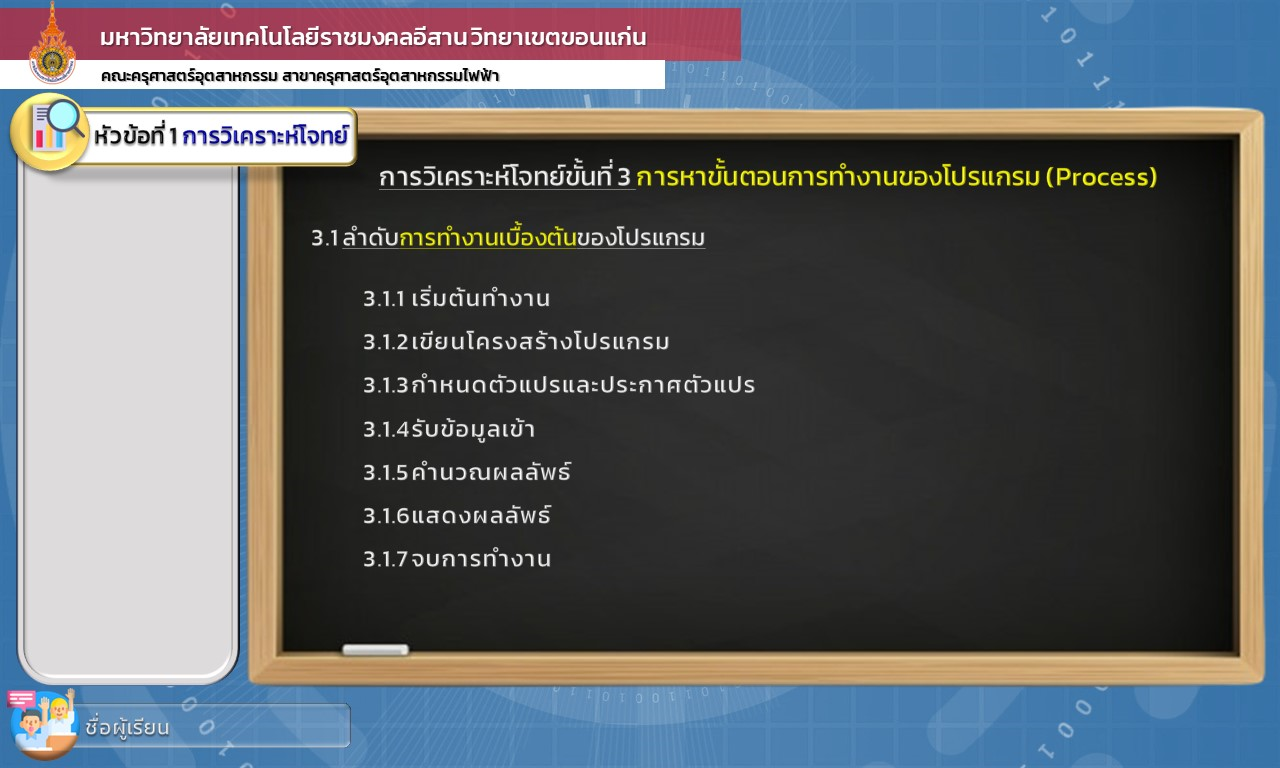 มหาวิทยาลัยเทคโนโลยีราชมงคลอีสาน วิทยาเขตขอนแก่น
คณะครุศาสตร์อุตสาหกรรม สาขาครุศาสตร์อุตสาหกรรมไฟฟ้า
หัวข้อที่ 1 การวิเคราะห์โจทย์
การวิเคราะห์โจทย์ขั้นที่ 3 การหาขั้นตอนการทำงานของโปรแกรม (Process)
3.1 ลำดับการทำงานเบื้องต้นของโปรแกรม
3.1.1 เริ่มต้นทำงาน
3.1.2 เขียนโครงสร้างโปรแกรม
3.1.3 กำหนดตัวแปรและประกาศตัวแปร
3.1.4 รับข้อมูลเข้า
3.1.5 คำนวณผลลัพธ์
3.1.6 แสดงผลลัพธ์
3.1.7 จบการทำงาน
ชื่อผู้เรียน